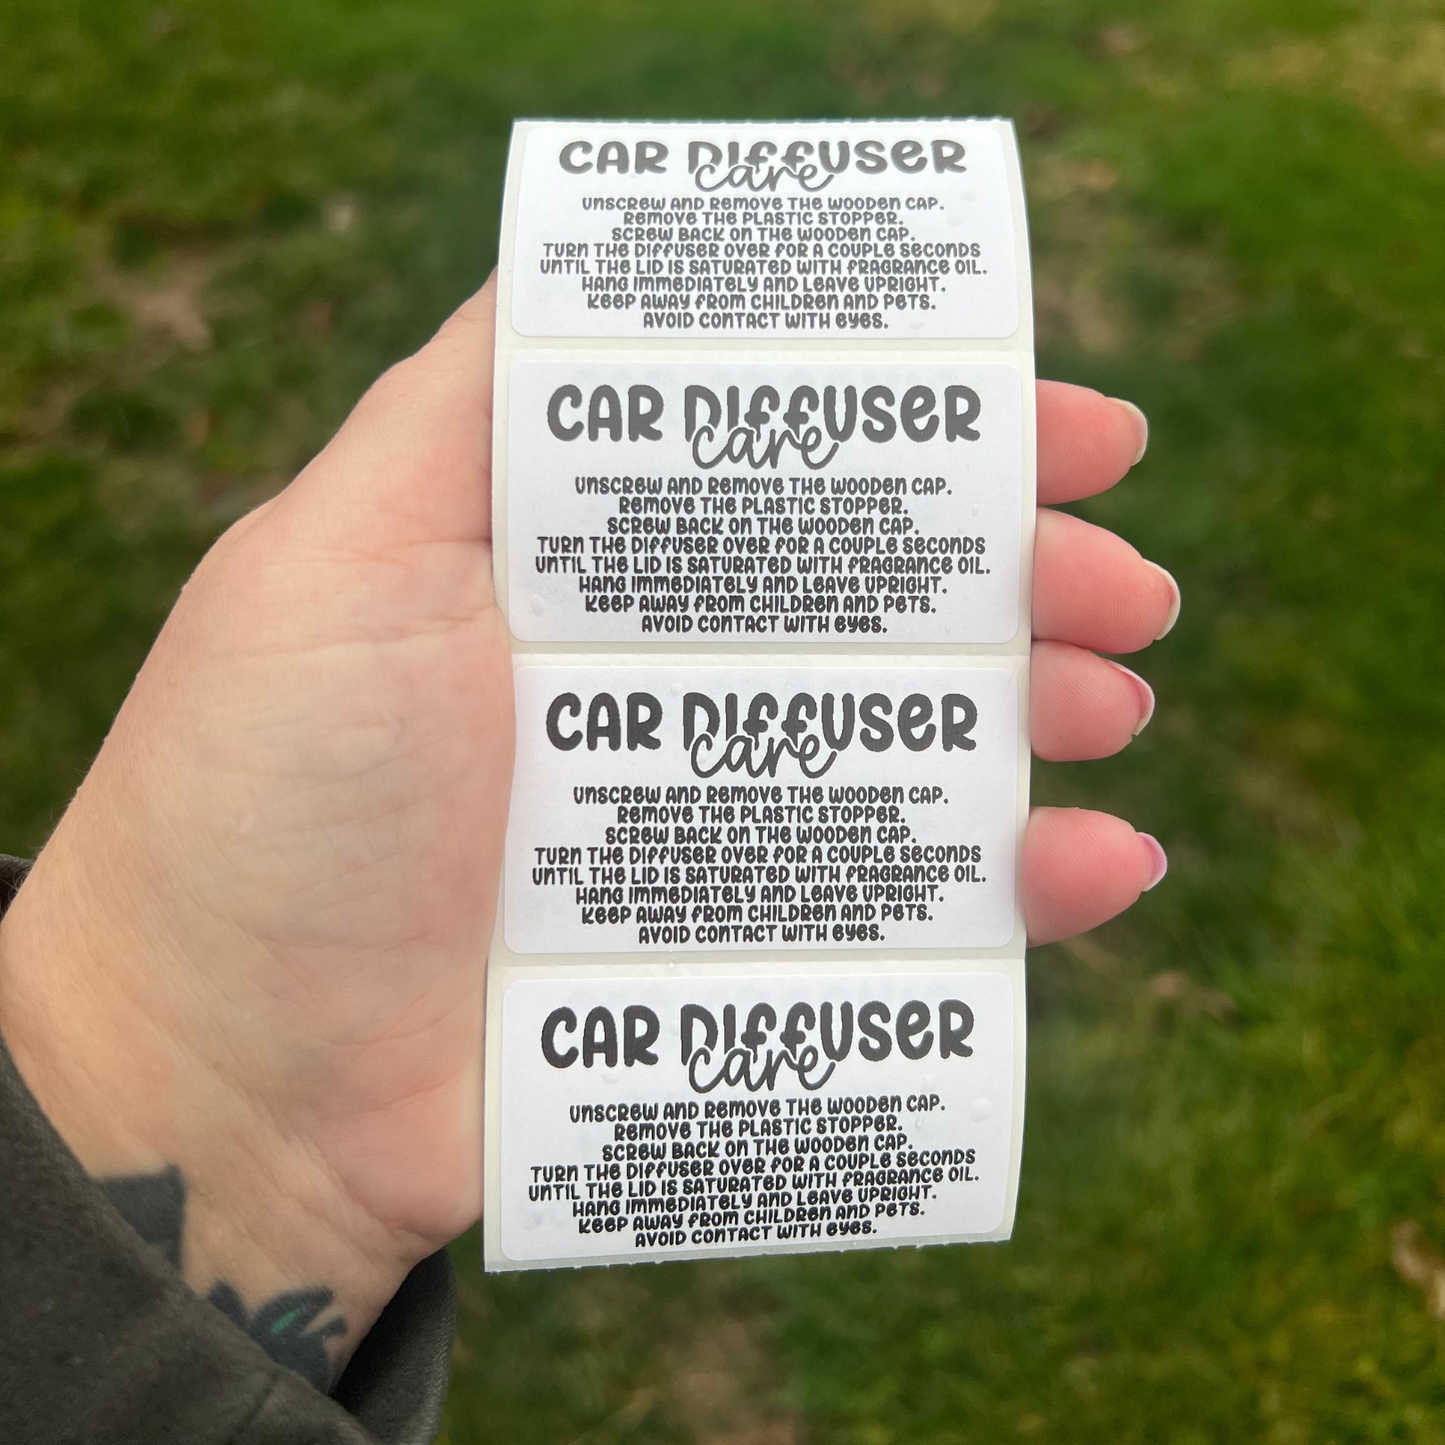 CAR DIFFUSER
care
UNSCREW AND REMOVE THE WOODEN CAP.
REMOVE THE PLASTIC STOPPER.
SCREW BACK ON THE WOODEN CAP.
TURN THE DIFFUSER OVER FOR A COUPLE SECONDS
UNTIL THE LID IS SATURATED WITH FRAGRANCE OIL.
HANG IMMEDIATELY AND LEAVE UPRIGHT.
KEEP AWAY FROM CHILDREN AND PETS.
AVOID CONTACT WITH EYES.
CAR DIFFUSER
care
UNSCREW AND REMOVE THE WOODEN CAP.
REMOVE THE PLASTIC STOPPER.
SCREW BACK ON THE WOODEN CAP.
TURN THE DIFFUSER OVER FOR A COUPLE SECONDS
UNTIL THE LID IS SATURATED WITH FRAGRANCE OIL.
HANG IMMEDIATELY AND LEAVE UPRIGHT.
KEEP AWAY FROM CHILDREN AND PETS.
AVOID CONTACT WITH EYES.
CAR DIFFUSER
care
UNSCREW AND REMOVE THE WOODEN CAP.
REMOVE THE PLASTIC STOPPER.
SCREW BACK ON THE WOODEN CAP.
TURN THE DIFFUSER OVER FOR A COUPLE SECONDS
UNTIL THE LID IS SATURATED WITH FRAGRANCE OIL.
HANG IMMEDIATELY AND LEAVE UPRIGHT.
KEEP AWAY FROM CHILDREN AND PETS.
AVOID CONTACT WITH EYES.
CAR DIFFUSER
care
UNSCREW AND REMOVE THE WOODEN CAP.
REMOVE THE PLASTIC STOPPER.
SCREW BACK ON THE WOODEN CAP.
TURN THE DIFFUSER OVER FOR A COUPLE SECONDS
UNTIL THE LID IS SATURATED WITH FRAGRANCE OIL.
HANG IMMEDIATELY AND LEAVE UPRIGHT.
KEEP AWAY FROM CHILDREN AND PETS.
AVOID CONTACT WITH EYES.